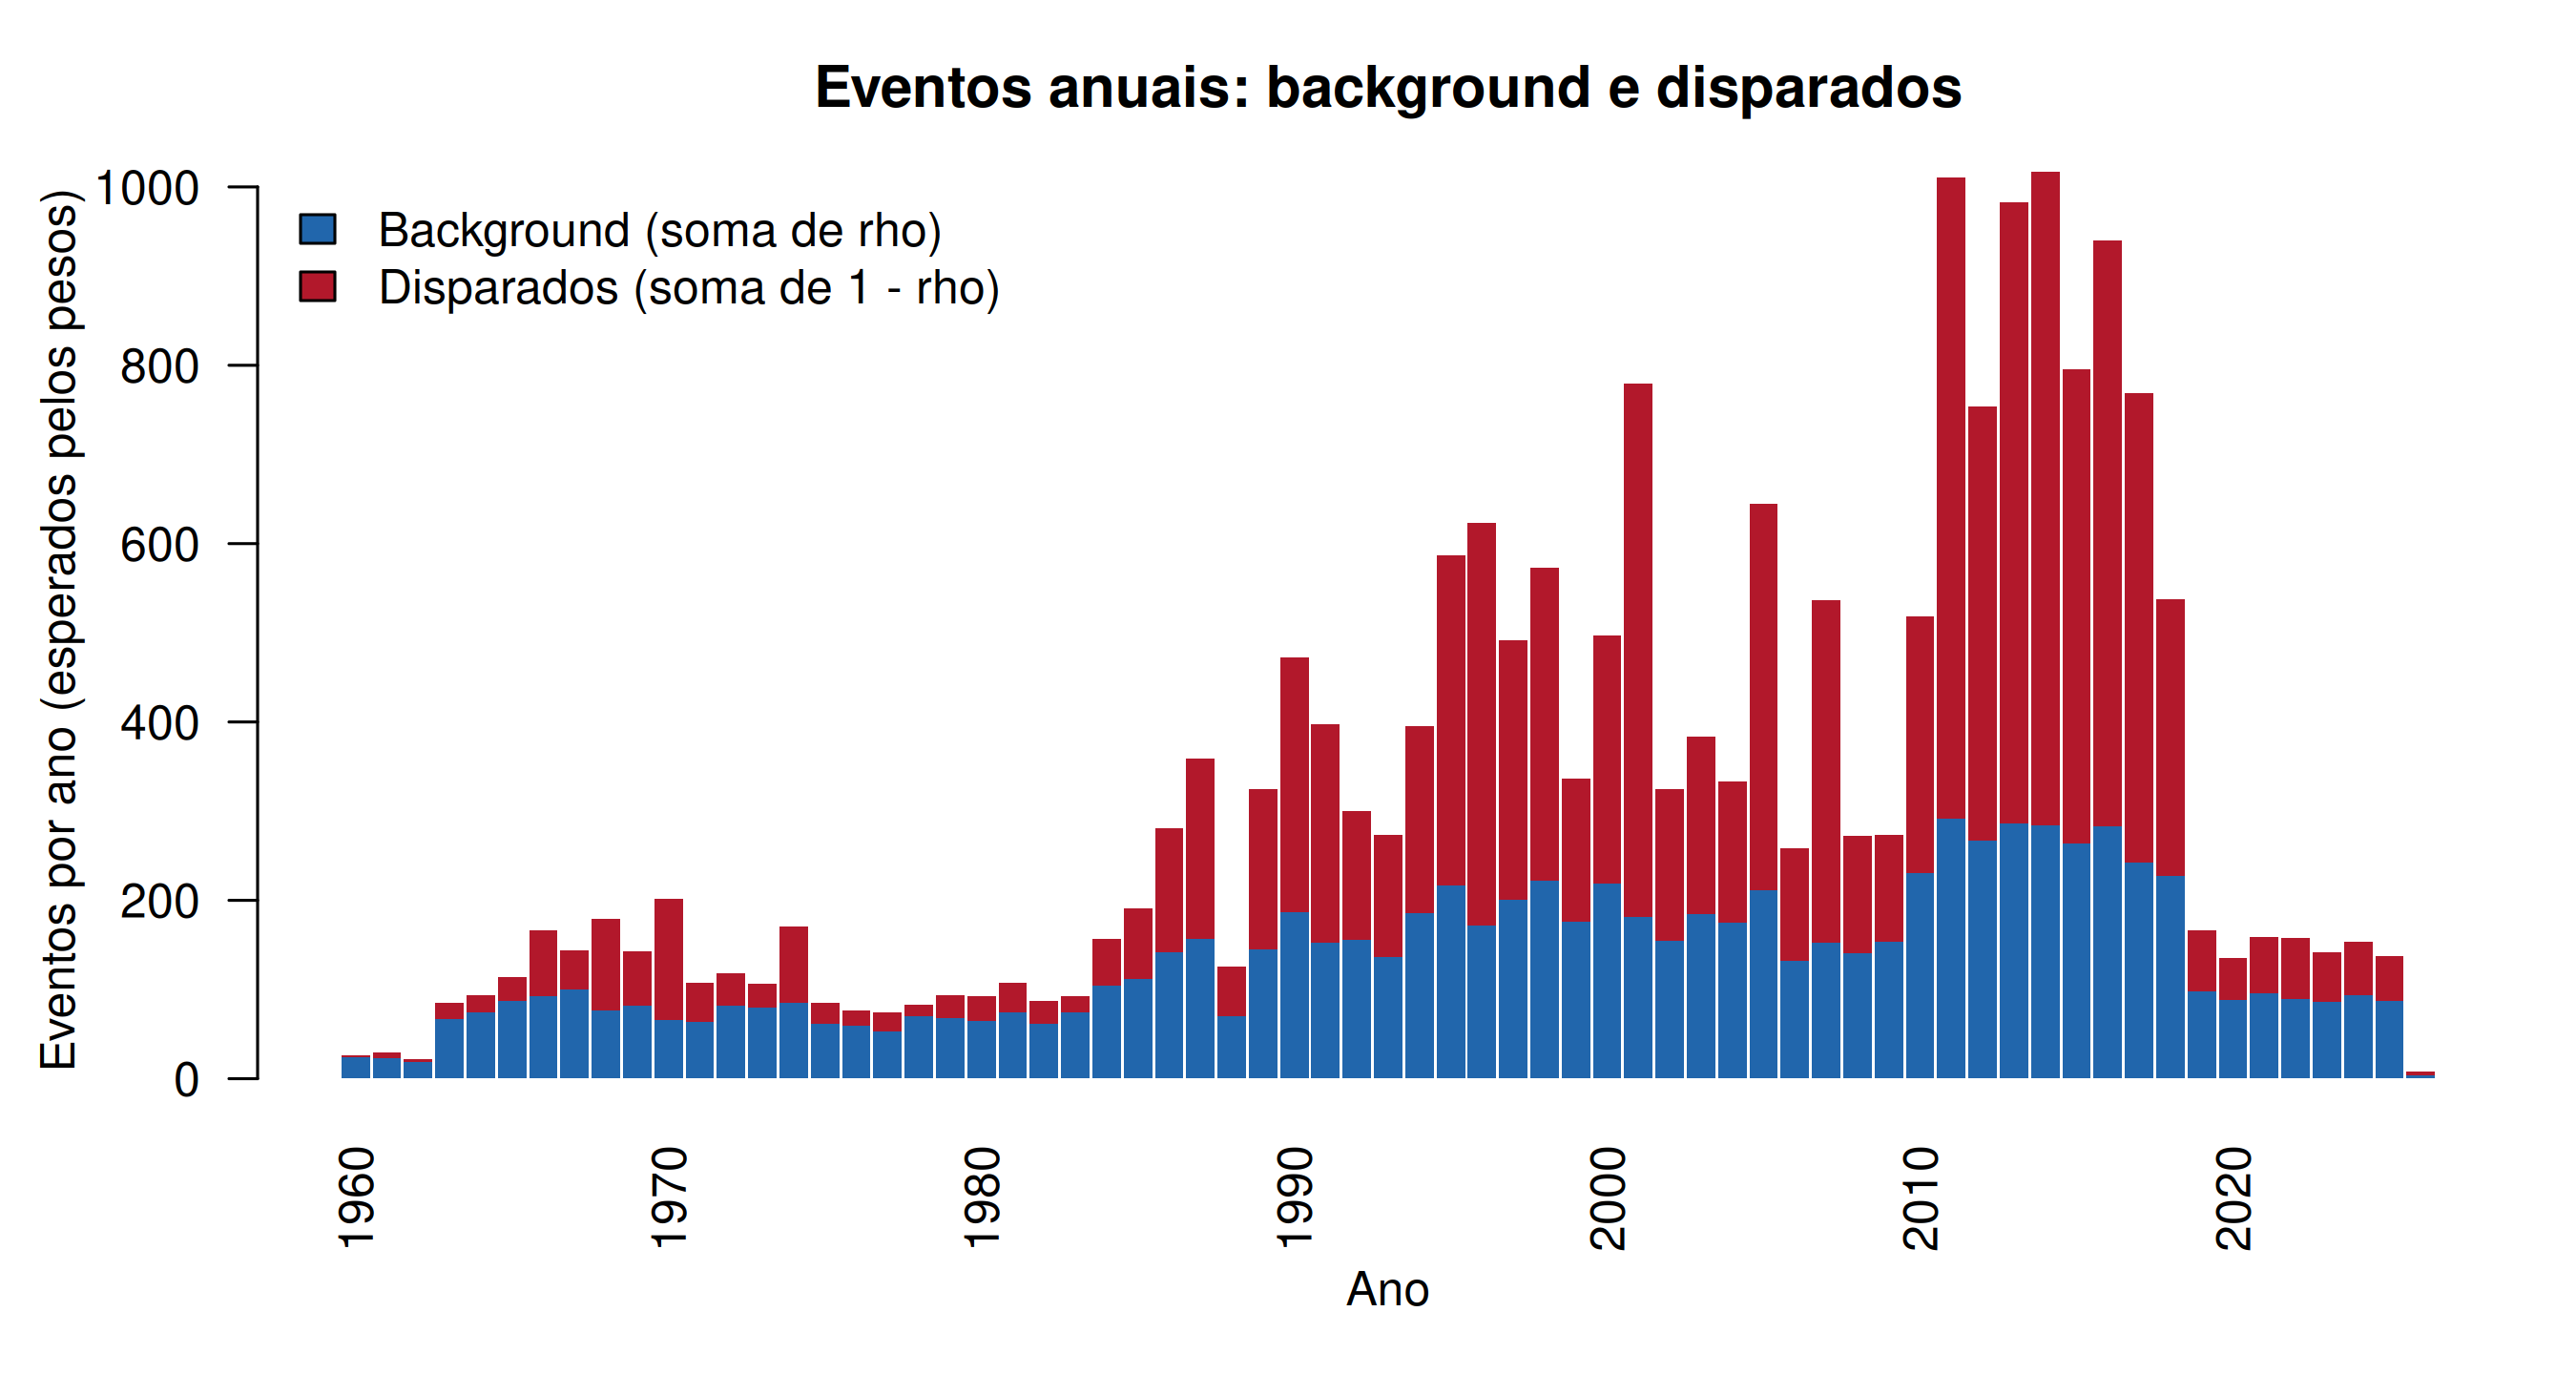 Eventos anuais: background e disparados
Eventos por ano (esperados pelos pesos)
1000
800
600
400
200
0
Background (soma de rho)
Disparados (soma de 1 - rho)
1960
1970
1980
1990
2000
2010
2020
Ano